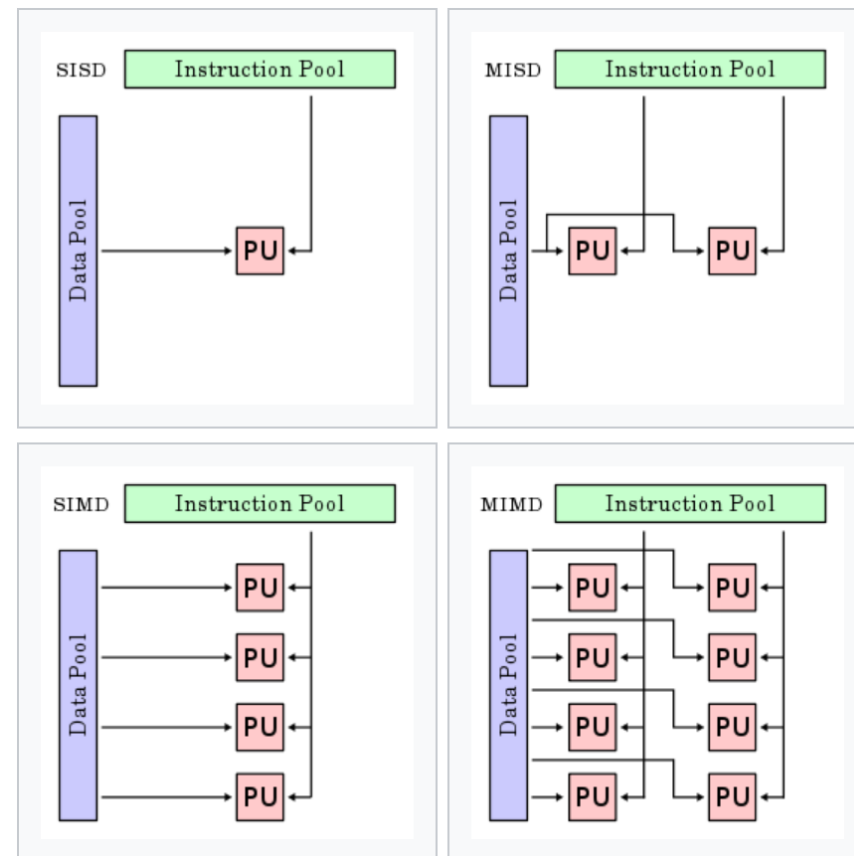 SISD Instruction Pool
Data Pool
PU
MISD Instruction Pool
Data Pool
PU PU
SIMD Instruction Pool
Data Pool
PU
PU
PU
PU
MIMD Instruction Pool
Data Pool
PU PU
PU PU
PU PU
PU PU